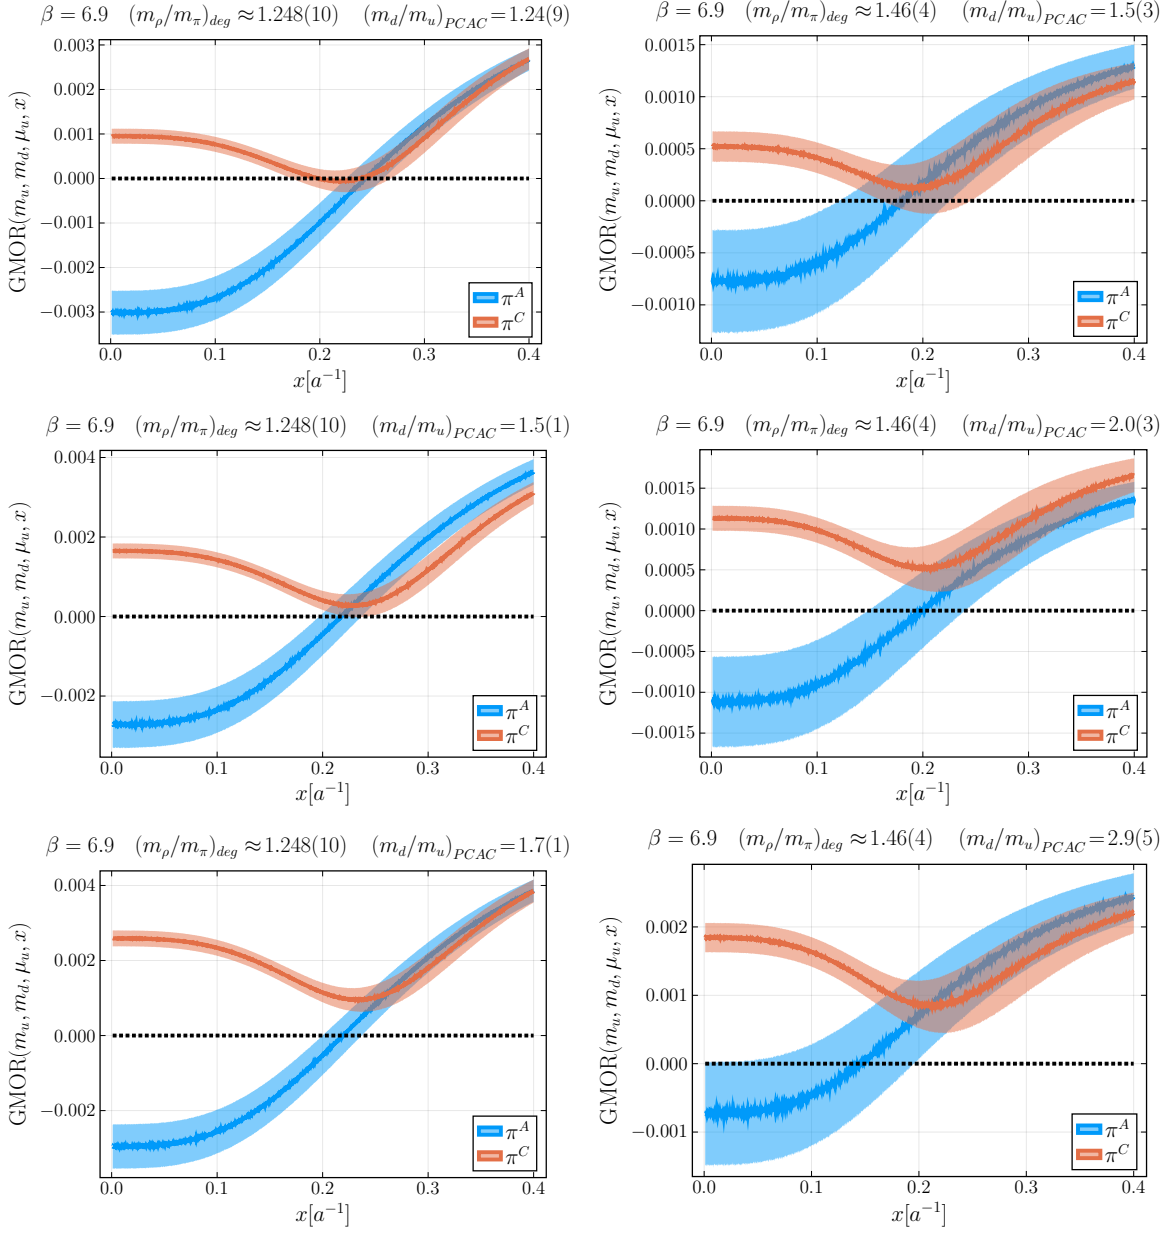 β = 6.9 (m_ρ/m_π)_deg ≈ 1.248(10) (m_d/m_u)_PCAC = 1.24(9)
GMOR(m_u, m_d, μ_u, x)
0.003
0.002
0.001
0.000
−0.001
−0.002
−0.003
π^A
π^C
0.0 0.1 0.2 0.3 0.4
x[a^{−1}]
β = 6.9 (m_ρ/m_π)_deg ≈ 1.46(4) (m_d/m_u)_PCAC = 1.5(3)
GMOR(m_u, m_d, μ_u, x)
0.0015
0.0010
0.0005
0.0000
−0.0005
−0.0010
π^A
π^C
0.0 0.1 0.2 0.3 0.4
x[a^{−1}]
β = 6.9 (m_ρ/m_π)_deg ≈ 1.248(10) (m_d/m_u)_PCAC = 1.5(1)
GMOR(m_u, m_d, μ_u, x)
0.004
0.002
0.000
−0.002
π^A
π^C
0.0 0.1 0.2 0.3 0.4
x[a^{−1}]
β = 6.9 (m_ρ/m_π)_deg ≈ 1.46(4) (m_d/m_u)_PCAC = 2.0(3)
GMOR(m_u, m_d, μ_u, x)
0.0015
0.0010
0.0005
0.0000
−0.0005
−0.0010
−0.0015
π^A
π^C
0.0 0.1 0.2 0.3 0.4
x[a^{−1}]
β = 6.9 (m_ρ/m_π)_deg ≈ 1.248(10) (m_d/m_u)_PCAC = 1.7(1)
GMOR(m_u, m_d, μ_u, x)
0.004
0.002
0.000
−0.002
π^A
π^C
0.0 0.1 0.2 0.3 0.4
x[a^{−1}]
β = 6.9 (m_ρ/m_π)_deg ≈ 1.46(4) (m_d/m_u)_PCAC = 2.9(5)
GMOR(m_u, m_d, μ_u, x)
0.002
0.001
0.000
−0.001
π^A
π^C
0.0 0.1 0.2 0.3 0.4
x[a^{−1}]